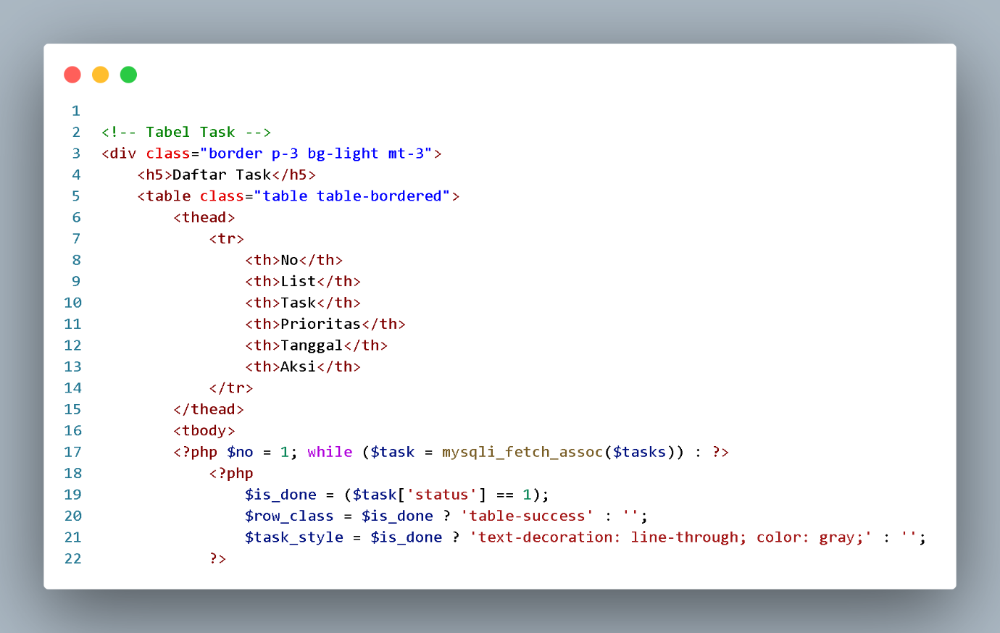 1
2 <!-- Tabel Task -->
3 <div class="border p-3 bg-light mt-3">
4     <h5>Daftar Task</h5>
5     <table class="table table-bordered">
6         <thead>
7             <tr>
8                 <th>No</th>
9                 <th>List</th>
10                 <th>Task</th>
11                 <th>Prioritas</th>
12                 <th>Tanggal</th>
13                 <th>Aksi</th>
14             </tr>
15         </thead>
16         <tbody>
17         <?php $no = 1; while ($task = mysqli_fetch_assoc($tasks)) : ?>
18             <?php
19                 $is_done = ($task['status'] == 1);
20                 $row_class = $is_done ? 'table-success' : '';
21                 $task_style = $is_done ? 'text-decoration: line-through; color: gray;' : '';
22             ?>